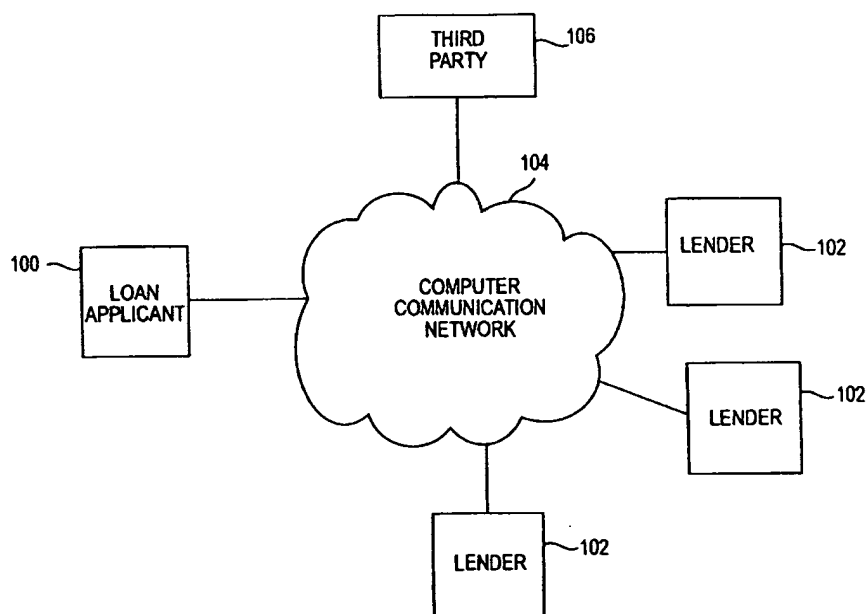 THIRD
PARTY
106
104
LENDER
102
100
LOAN
APPLICANT
COMPUTER
COMMUNICATION
NETWORK
LENDER
102
LENDER
102